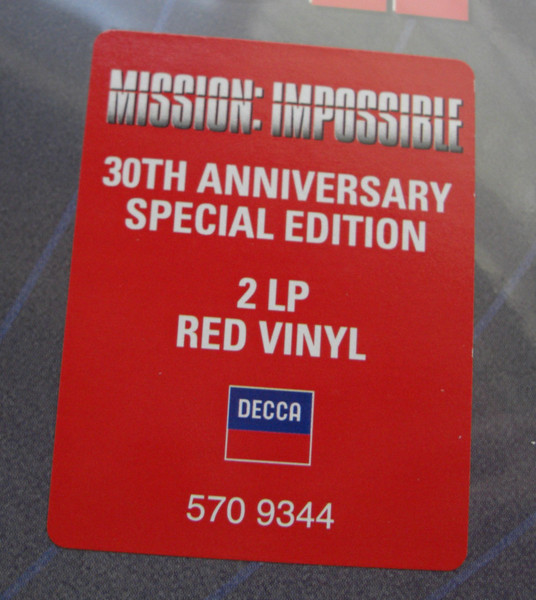 MISSION: IMPOSSIBLE
30TH ANNIVERSARY
SPECIAL EDITION
2 LP
RED VINYL
DECCA
570 9344